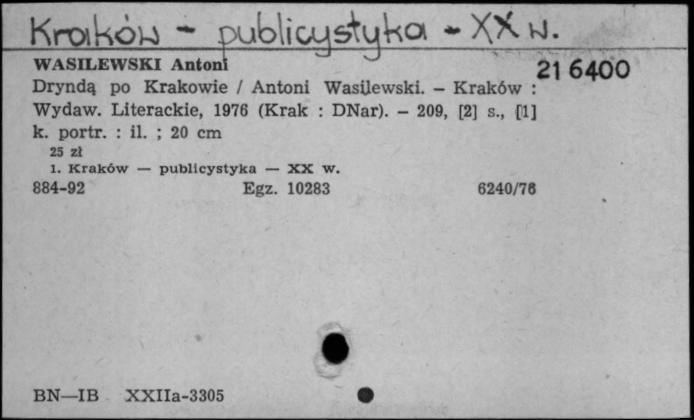 Kraków - publicystyka - XX w.
WASILEWSKI Antoni
21 6400
Dryndą po Krakowie / Antoni Wasilewski. – Kraków :
Wydaw. Literackie, 1976 (Krak : DNar). – 209, [2] s., [1]
k. portr. : il. ; 20 cm
25 zł
1. Kraków — publicystyka — XX w.
884-92 Egz. 10283 6240/76
BN—IB XXIIa-3305